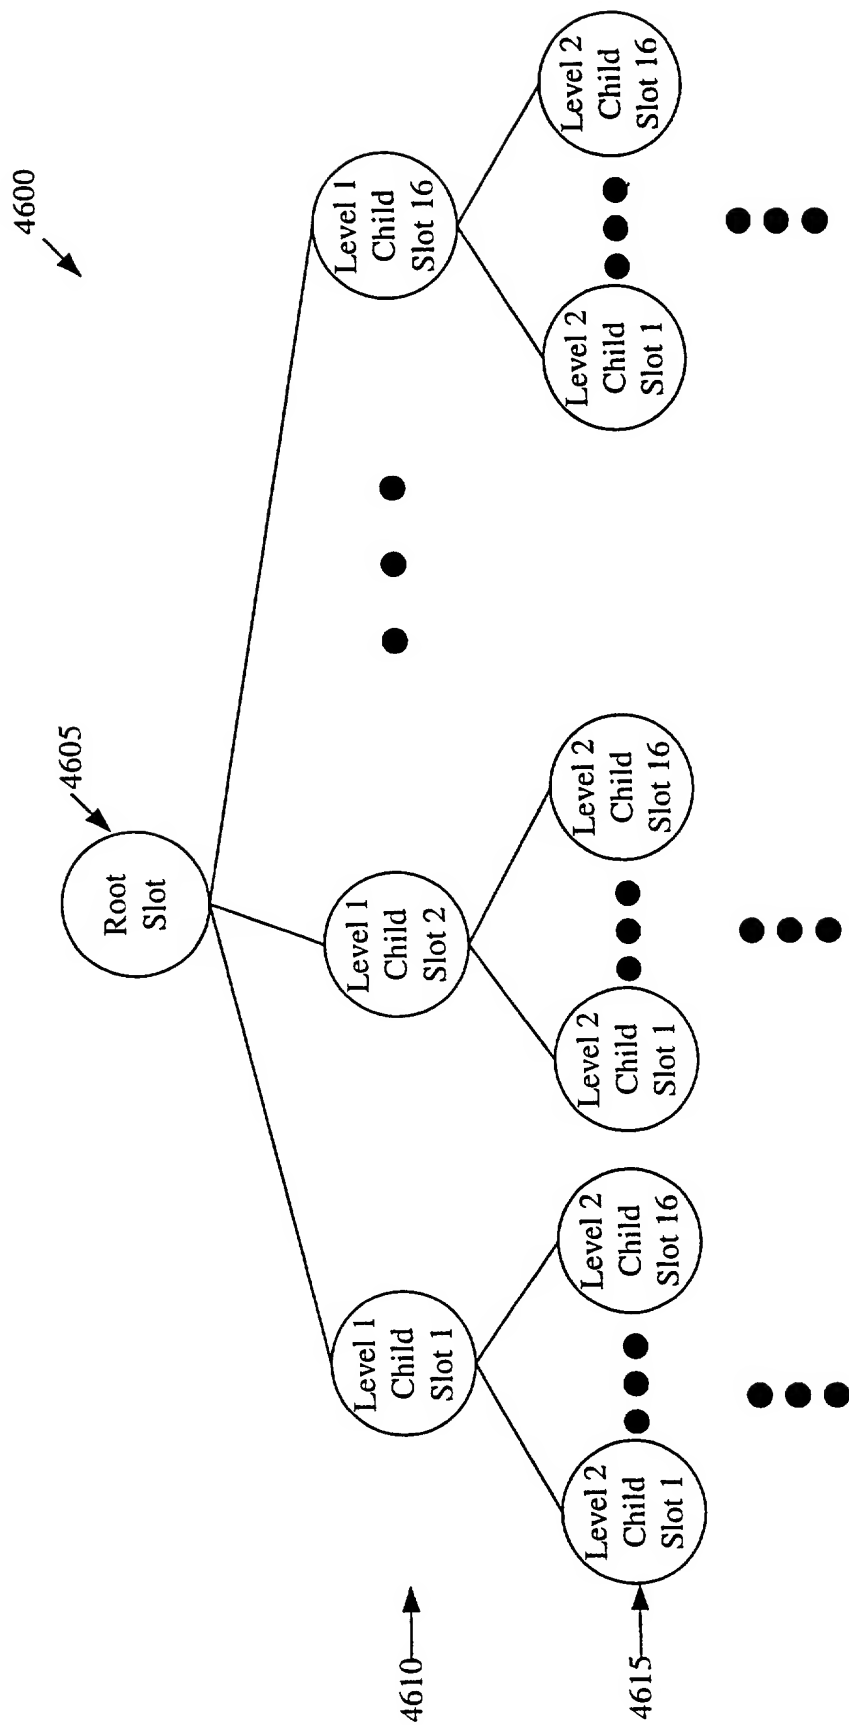 4600
4605
Root
Slot
4610
Level 1
Child
Slot 1
Level 1
Child
Slot 2
Level 1
Child
Slot 16
4615
Level 2
Child
Slot 1
Level 2
Child
Slot 16
Level 2
Child
Slot 1
Level 2
Child
Slot 16
Level 2
Child
Slot 1
Level 2
Child
Slot 16